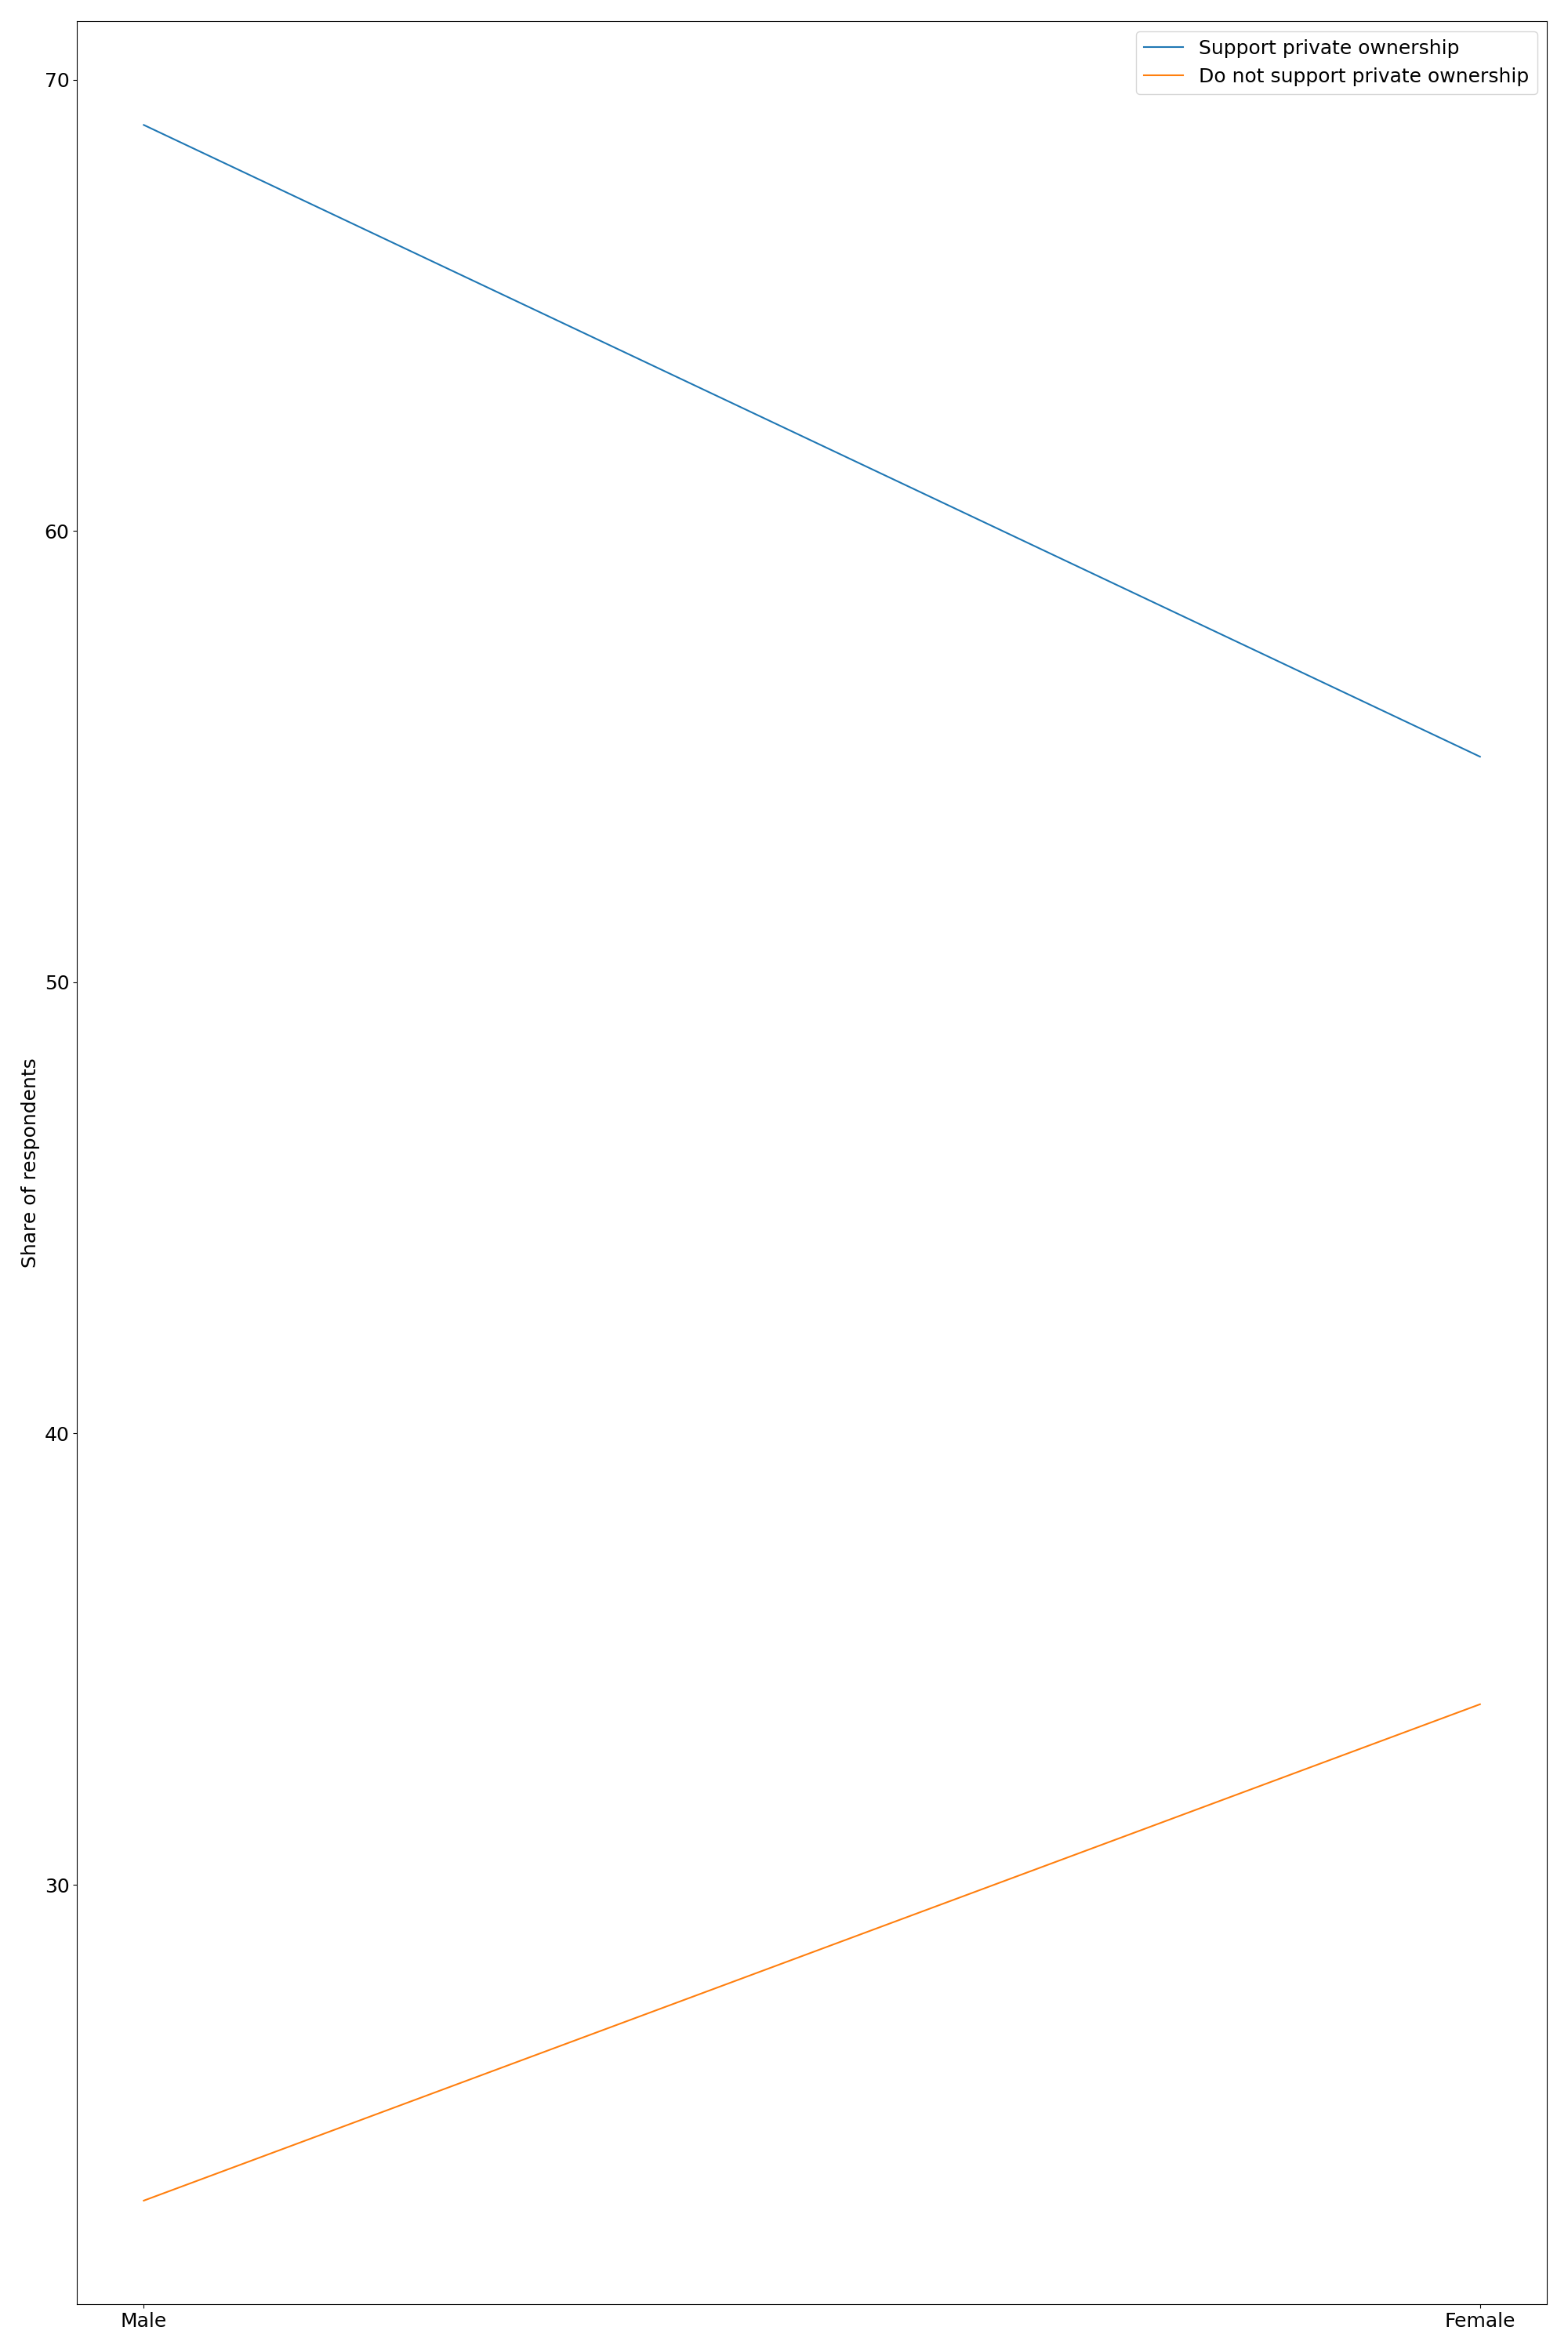 Support private ownership
Do not support private ownership
70
60
50
40
30
Share of respondents
Male
Female